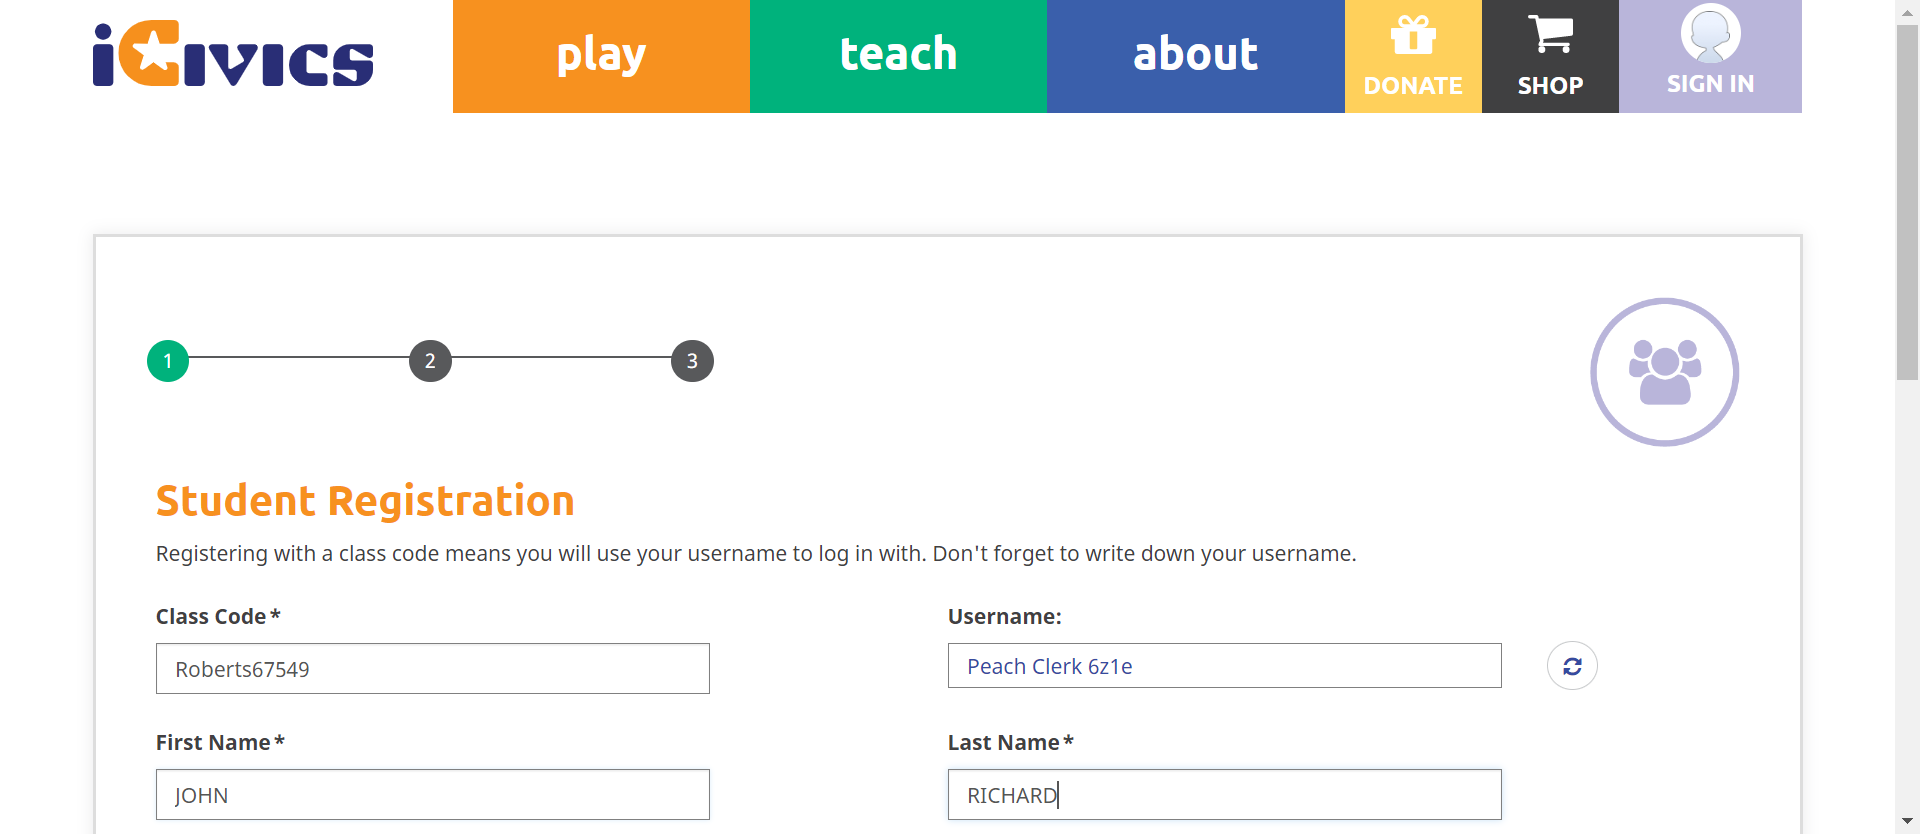 iCivics
play
teach
about
DONATE
SHOP
SIGN IN
1
2
3
Student Registration
Registering with a class code means you will use your username to log in with. Don't forget to write down your username.
Class Code*
Username:
Roberts67549
Peach Clerk 6z1e
First Name*
Last Name*
JOHN
RICHARD